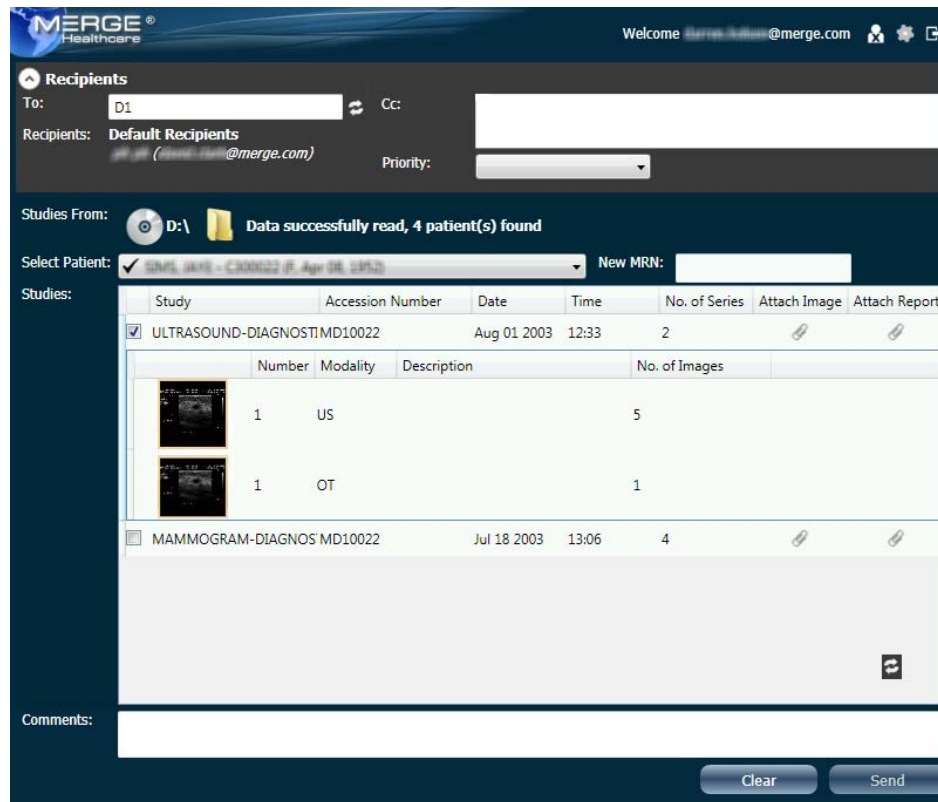 MERGE®
Healthcare
Welcome @merge.com
Recipients
To: D1 Cc:
Recipients: Default Recipients
( @merge.com)
Priority:
Studies From: D:\ Data successfully read, 4 patient(s) found
Select Patient: New MRN:
Studies:
Study Accession Number Date Time No. of Series Attach Image Attach Report
ULTRASOUND-DIAGNOSTI MD10022 Aug 01 2003 12:33 2
Number Modality Description No. of Images
1 US 5
1 OT 1
MAMMOGRAM-DIAGNOS MD10022 Jul 18 2003 13:06 4
Comments:
Clear Send